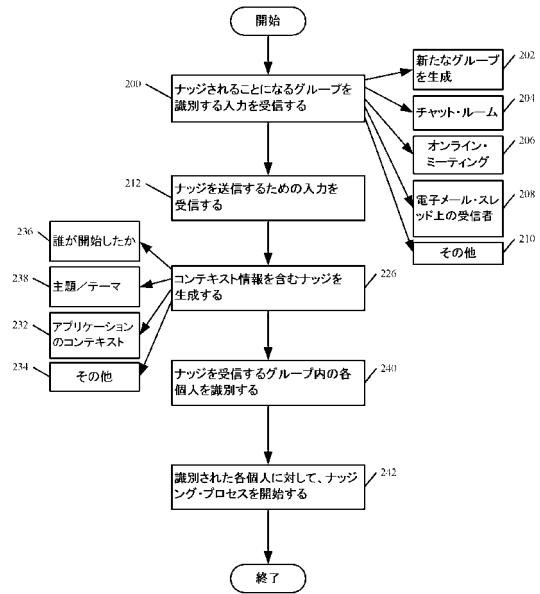 開始
200
ナッジされることになるグループを
識別する入力を受信する
新たなグループ
を生成
202
チャット・ルーム
204
オンライン・
ミーティング
206
電子メール・スレ
ッド上の受信者
208
その他
210
212
ナッジを送信するための入力を
受信する
236
誰が開始したか
238
主題／テーマ
232
アプリケーション
のコンテキスト
234
その他
コンテキスト情報を含むナッジを
生成する
226
ナッジを受信するグループ内の各
個人を識別する
240
識別された各個人に対して、ナッジ
ング・プロセスを開始する
242
終了